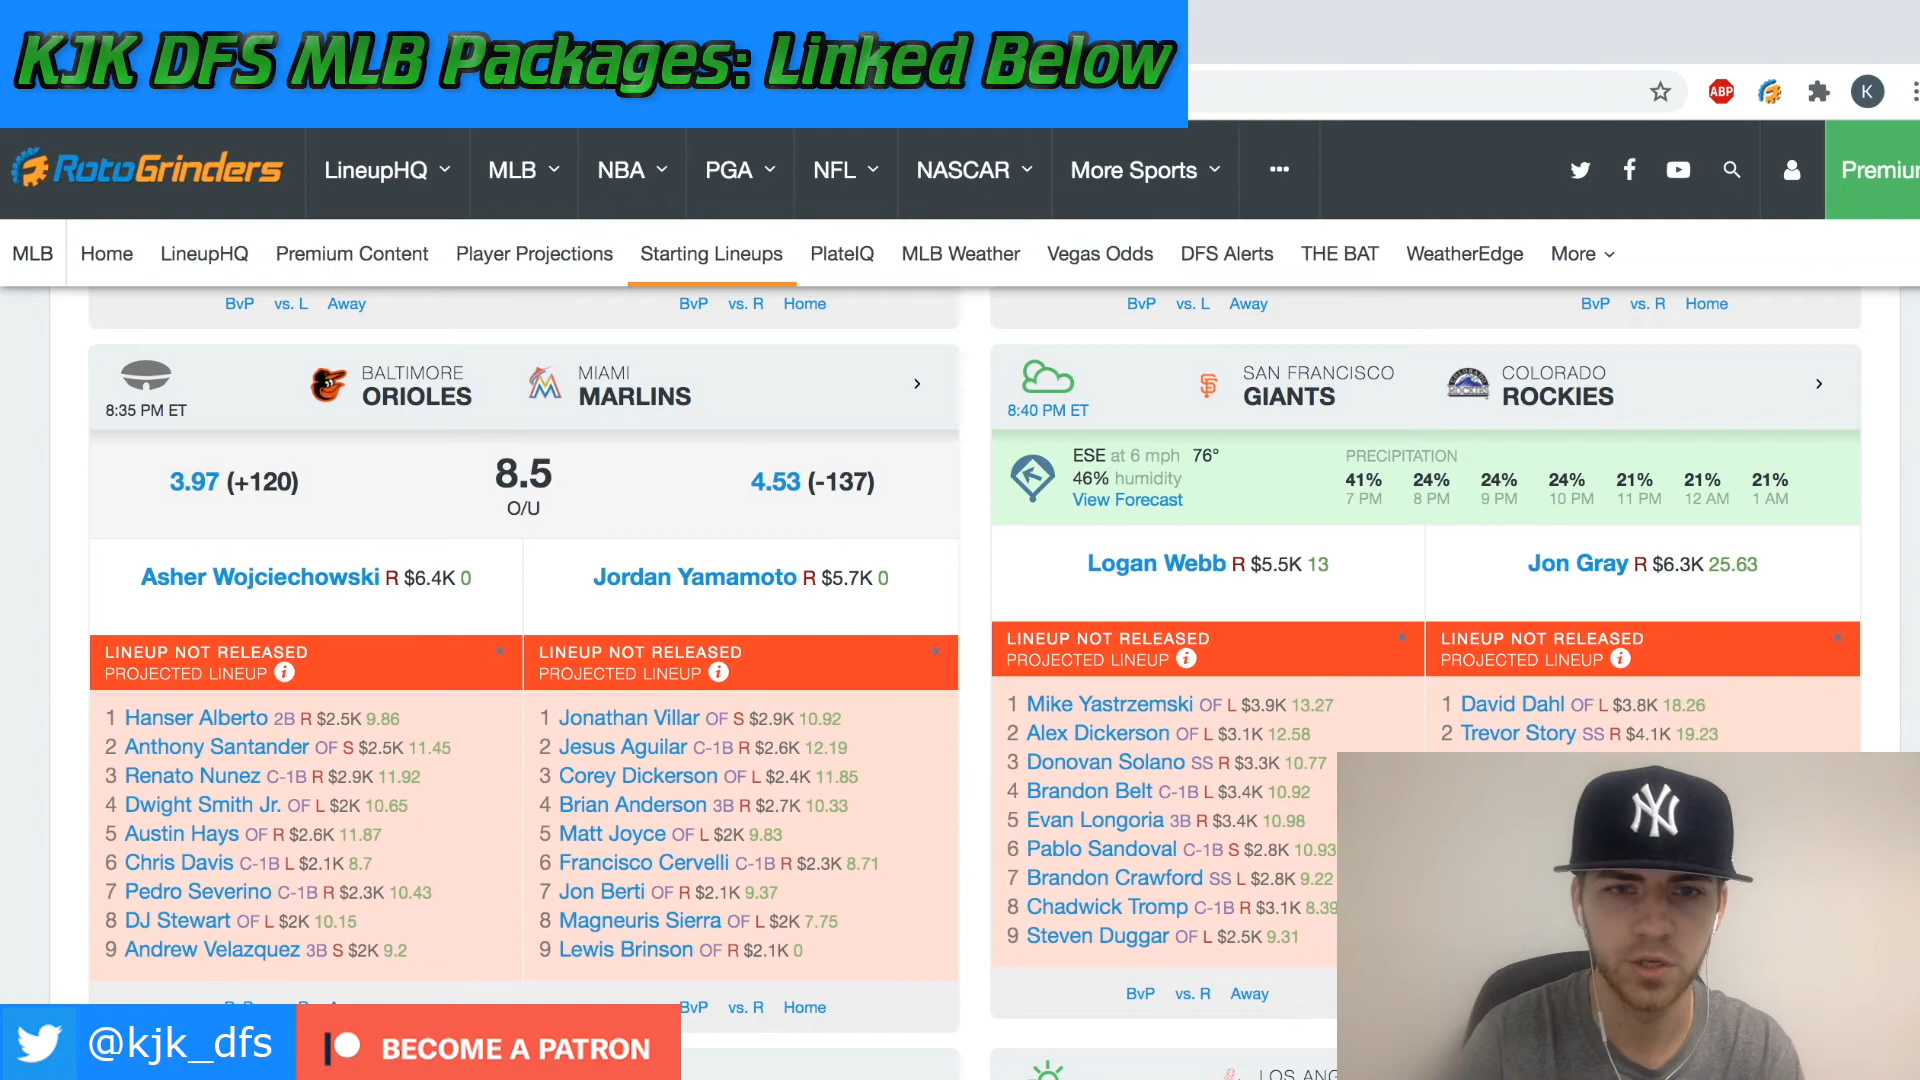 KJK DFS MLB Packages: Linked Below
ABP
K
RotoGrinders
LineupHQ MLB NBA PGA NFL NASCAR More Sports
MLB Home LineupHQ Premium Content Player Projections Starting Lineups PlateIQ MLB Weather Vegas Odds DFS Alerts THE BAT WeatherEdge More
BvP vs. L Away BvP vs. R Home
BvP vs. L Away BvP vs. R Home
8:35 PM ET
BALTIMORE
ORIOLES
MIAMI
MARLINS
3.97 (+120)
8.5
O/U
4.53 (-137)
Asher Wojciechowski R $6.4K 0
Jordan Yamamoto R $5.7K 0
LINEUP NOT RELEASED
PROJECTED LINEUP
1 Hanser Alberto 2B R $2.5K 9.86
2 Anthony Santander OF S $2.5K 11.45
3 Renato Nunez C-1B R $2.9K 11.92
4 Dwight Smith Jr. OF L $2K 10.65
5 Austin Hays OF R $2.6K 11.87
6 Chris Davis C-1B L $2.1K 8.7
7 Pedro Severino C-1B R $2.3K 10.43
8 DJ Stewart OF L $2K 10.15
9 Andrew Velazquez 3B S $2K 9.2
LINEUP NOT RELEASED
PROJECTED LINEUP
1 Jonathan Villar OF S $2.9K 10.92
2 Jesus Aguilar C-1B R $2.6K 12.19
3 Corey Dickerson OF L $2.4K 11.85
4 Brian Anderson 3B R $2.7K 10.33
5 Matt Joyce OF L $2K 9.83
6 Francisco Cervelli C-1B R $2.3K 8.71
7 Jon Berti OF R $2.1K 9.37
8 Magneuris Sierra OF L $2K 7.75
9 Lewis Brinson OF R $2.1K 0
BvP vs. R Home
8:40 PM ET
SAN FRANCISCO
GIANTS
COLORADO
ROCKIES
ESE at 6 mph 76°
46% humidity
View Forecast
PRECIPITATION
41% 24% 24% 24% 21% 21% 21%
7 PM 8 PM 9 PM 10 PM 11 PM 12 AM 1 AM
Logan Webb R $5.5K 13
Jon Gray R $6.3K 25.63
LINEUP NOT RELEASED
PROJECTED LINEUP
1 Mike Yastrzemski OF L $3.9K 13.27
2 Alex Dickerson OF L $3.1K 12.58
3 Donovan Solano SS R $3.3K 10.77
4 Brandon Belt C-1B L $3.4K 10.92
5 Evan Longoria 3B R $3.4K 10.98
6 Pablo Sandoval C-1B S $2.8K 10.93
7 Brandon Crawford SS L $2.8K 9.22
8 Chadwick Tromp C-1B R $3.1K 8.39
9 Steven Duggar OF L $2.5K 9.31
BvP vs. R Away
LINEUP NOT RELEASED
PROJECTED LINEUP
1 David Dahl OF L $3.8K 18.26
2 Trevor Story SS R $4.1K 19.23
NY
@kjk_dfs
BECOME A PATRON